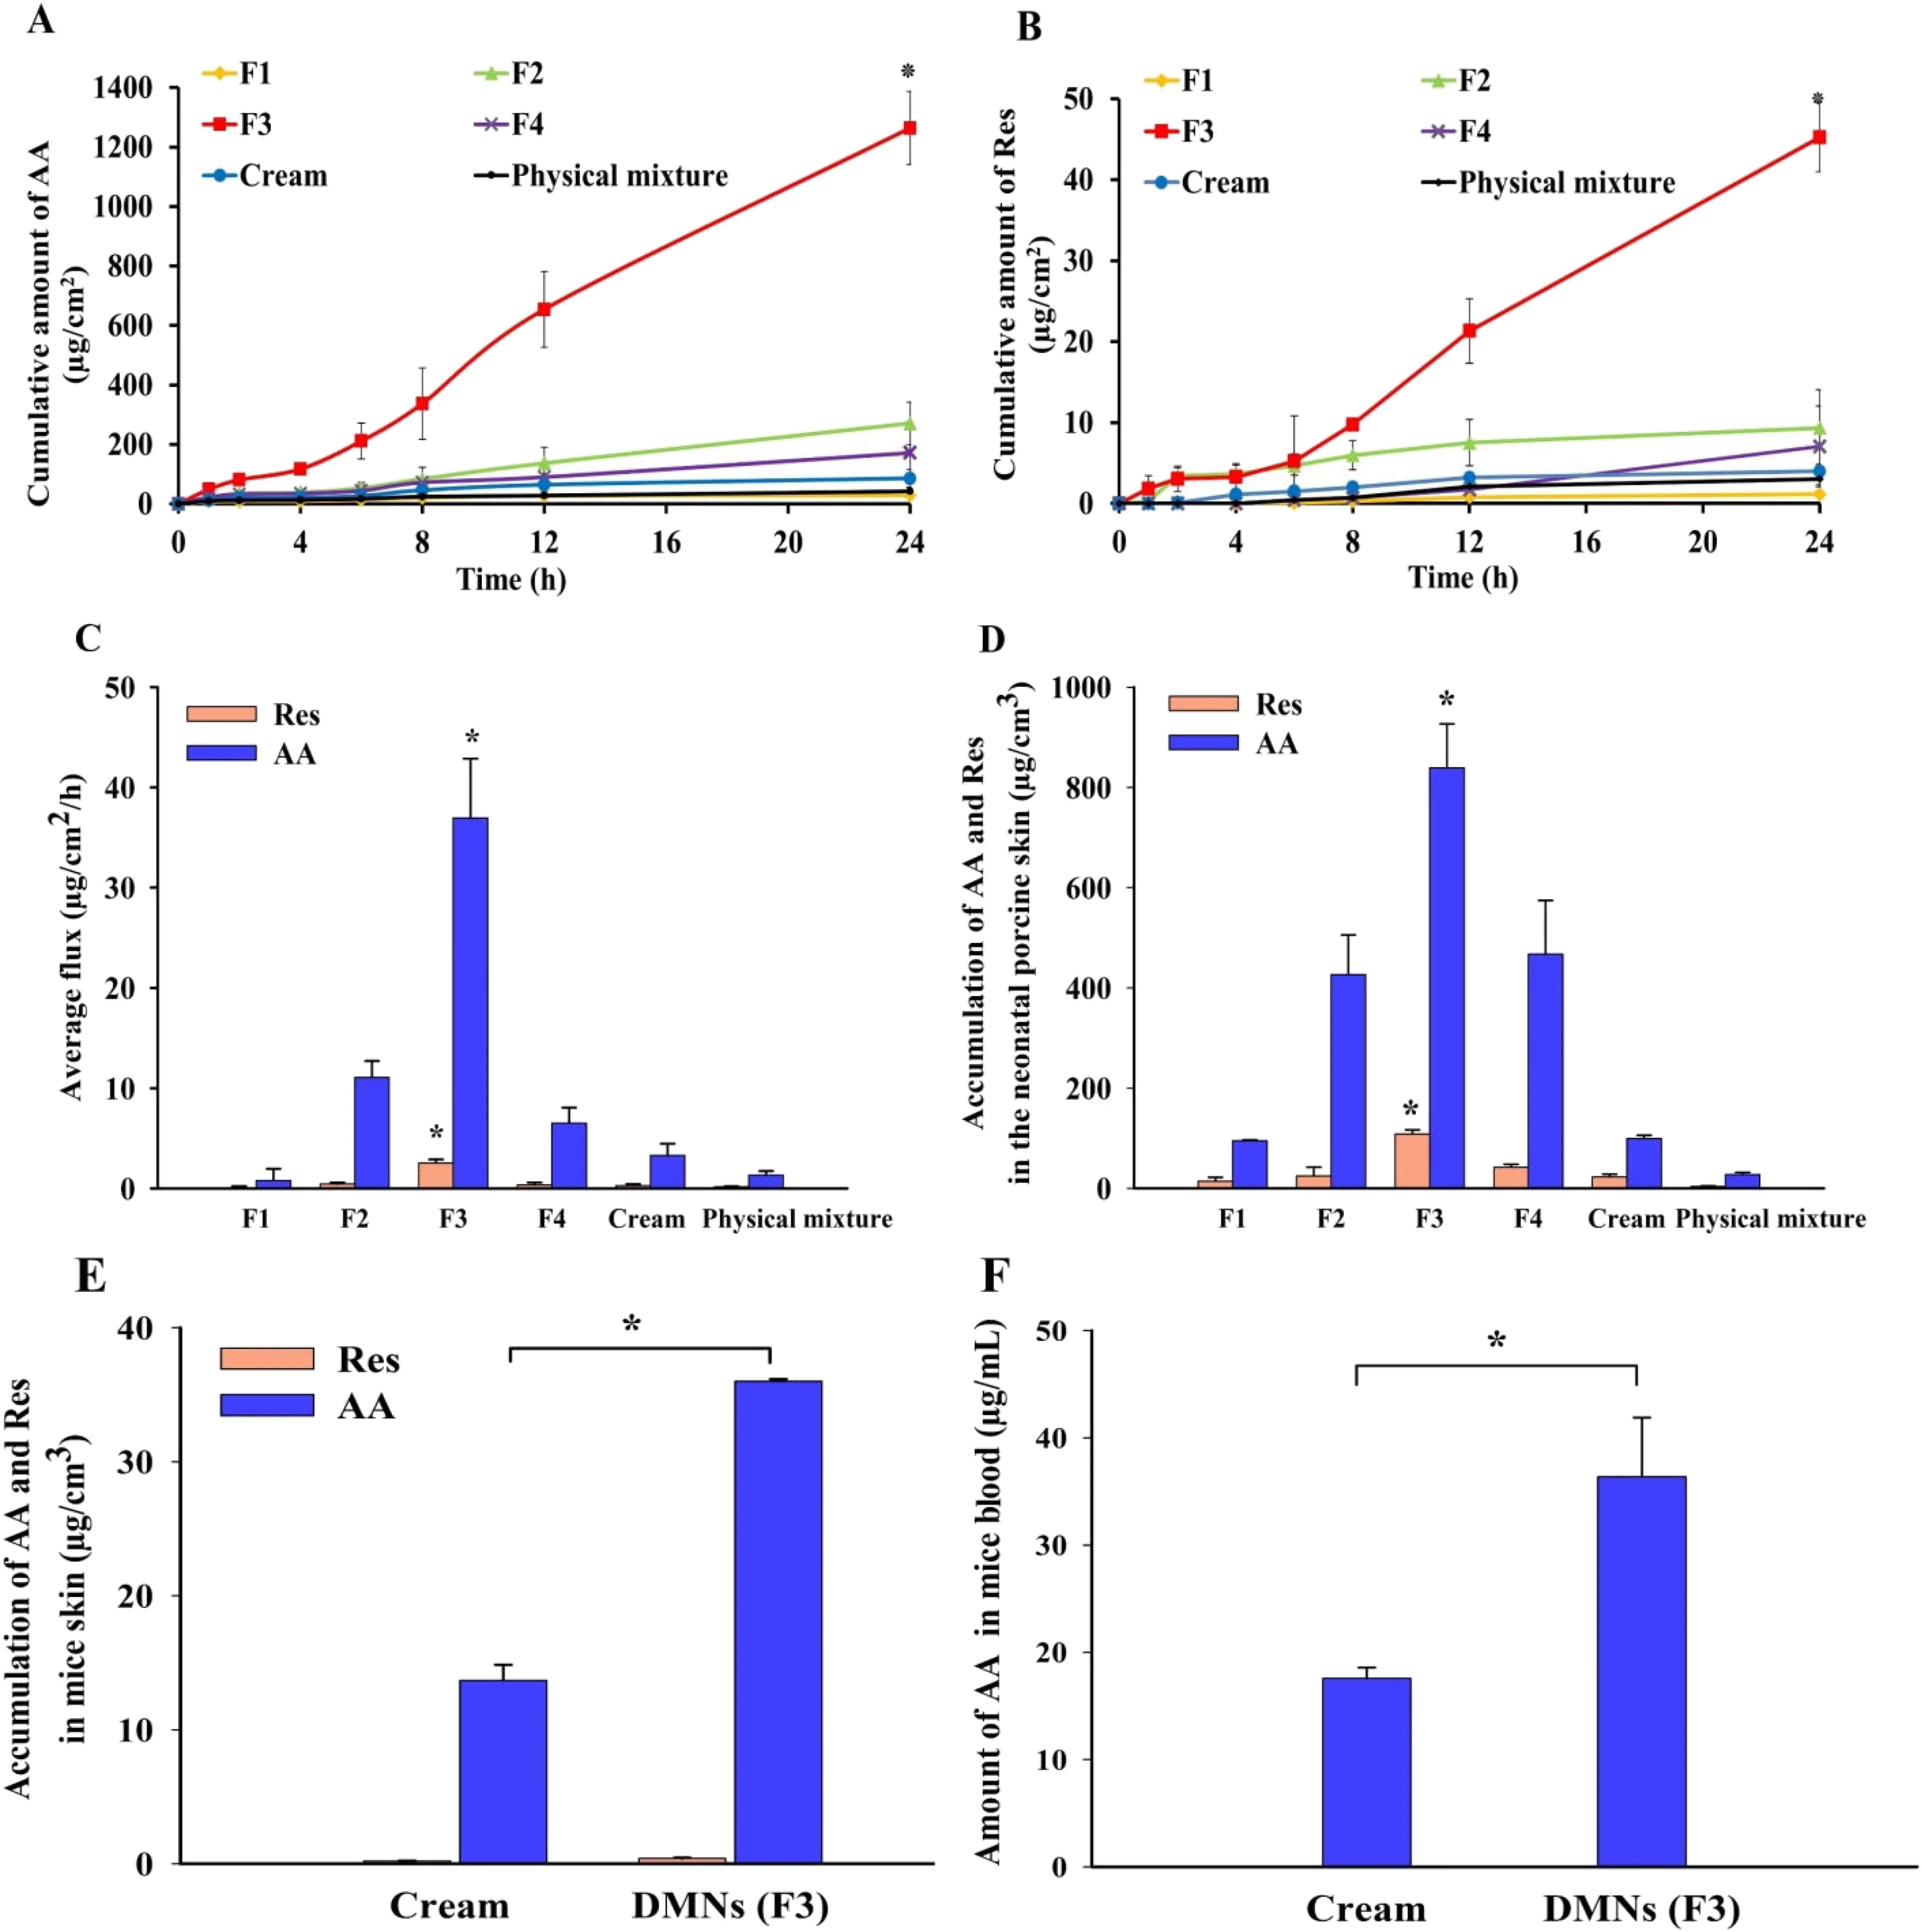 A
F1
F2
F3
F4
Cream
Physical mixture
*
1400
1200
1000
800
600
400
200
0
Cumulative amount of AA
(µg/cm²)
0 4 8 12 16 20 24
Time (h)
B
F1
F2
F3
F4
Cream
Physical mixture
*
50
40
30
20
10
0
Cumulative amount of Res
(µg/cm²)
0 4 8 12 16 20 24
Time (h)
C
Res
AA
*
*
50
40
30
20
10
0
Average flux (µg/cm²/h)
F1 F2 F3 F4 Cream Physical mixture
D
Res
AA
*
*
1000
800
600
400
200
0
Accumulation of AA and Res
in the neonatal porcine skin (µg/cm³)
F1 F2 F3 F4 Cream Physical mixture
E
Res
AA
*
40
30
20
10
0
Accumulation of AA and Res
in mice skin (µg/cm³)
Cream DMNs (F3)
F
*
50
40
30
20
10
0
Amount of AA in mice blood (µg/mL)
Cream DMNs (F3)